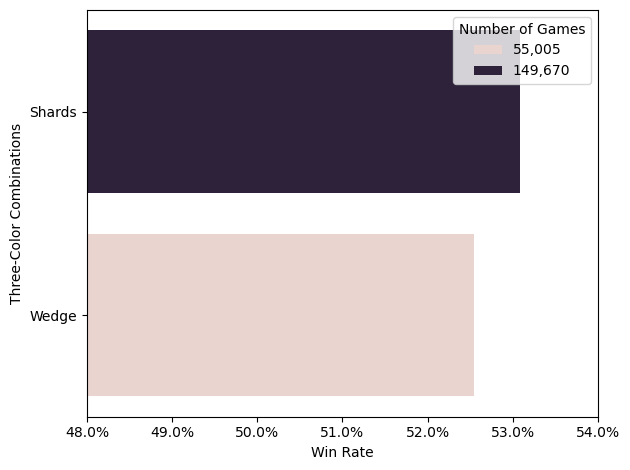 Number of Games
55,005
149,670
Three-Color Combinations
Shards
Wedge
48.0% 49.0% 50.0% 51.0% 52.0% 53.0% 54.0%
Win Rate